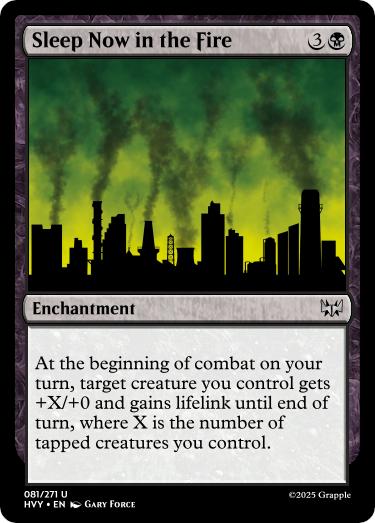 Sleep Now in the Fire 3
Enchantment
At the beginning of combat on your
turn, target creature you control gets
+X/+0 and gains lifelink until end of
turn, where X is the number of
tapped creatures you control.
081/271 U
HVY • EN Gary Force
©2025 Grapple